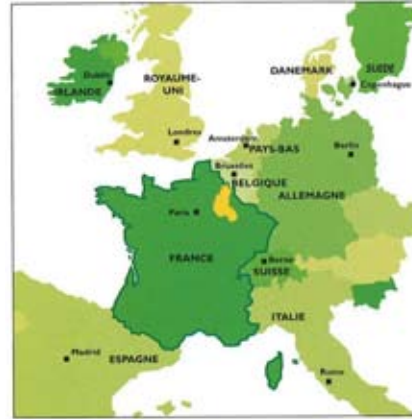 SUEDE
DANEMARK
Copenhague
Dublin
IRLANDE
ROYAUME-
UNI
Londres
Amsterdam
PAYS-BAS
Berlin
Bruxelles
BELGIQUE
ALLEMAGNE
Paris
FRANCE
Berne
SUISSE
ITALIE
Madrid
ESPAGNE
Rome